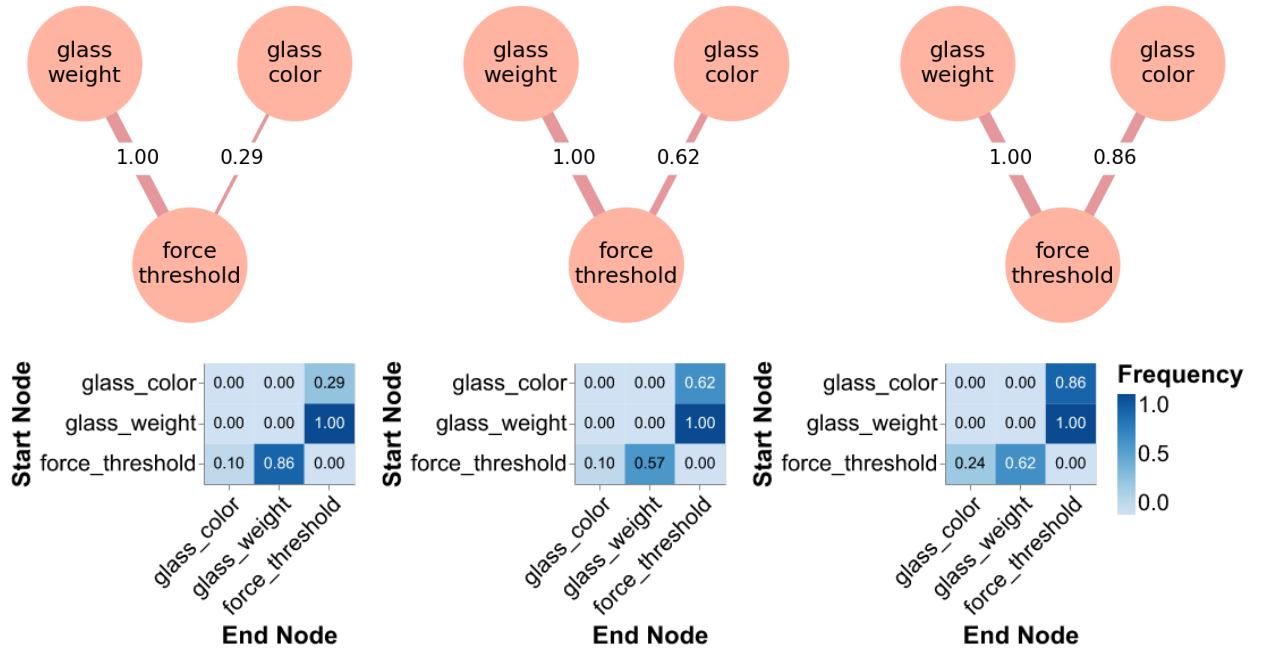 glass
weight
glass
color
1.00
0.29
force
threshold
glass
weight
glass
color
1.00
0.62
force
threshold
glass
weight
glass
color
1.00
0.86
force
threshold
Start Node
glass_color
0.00 0.00 0.29
glass_weight
0.00 0.00 1.00
force_threshold
0.10 0.86 0.00
glass_color
glass_weight
force_threshold
End Node
Start Node
glass_color
0.00 0.00 0.62
glass_weight
0.00 0.00 1.00
force_threshold
0.10 0.57 0.00
glass_color
glass_weight
force_threshold
End Node
Start Node
glass_color
0.00 0.00 0.86
glass_weight
0.00 0.00 1.00
force_threshold
0.24 0.62 0.00
glass_color
glass_weight
force_threshold
End Node
Frequency
1.0
0.5
0.0